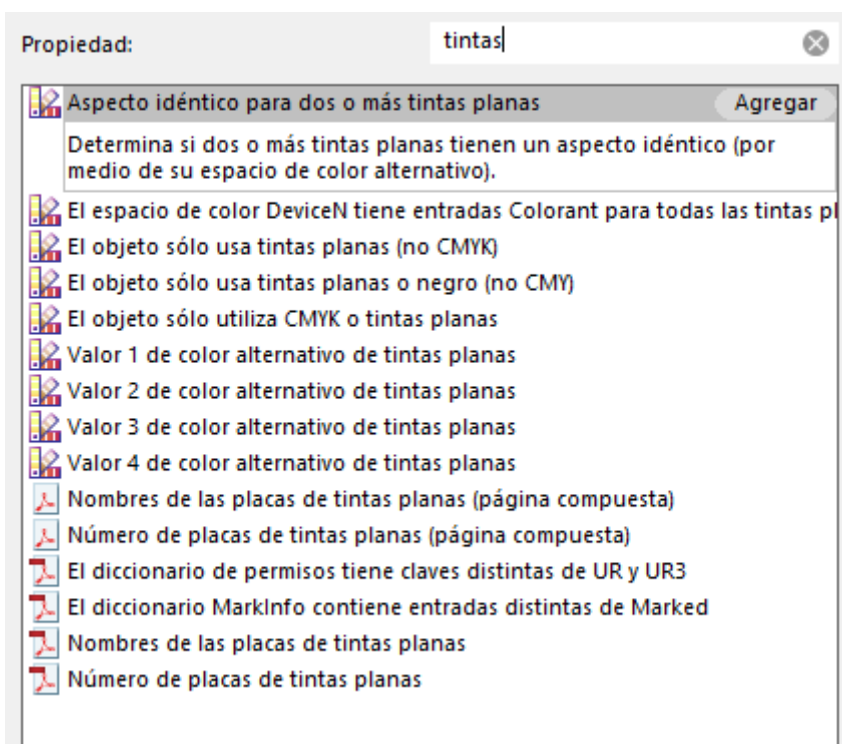 Propiedad:
tintas
Aspecto idéntico para dos o más tintas planas
Agregar
Determina si dos o más tintas planas tienen un aspecto idéntico (por
medio de su espacio de color alternativo).
El espacio de color DeviceN tiene entradas Colorant para todas las tintas pl
El objeto sólo usa tintas planas (no CMYK)
El objeto sólo usa tintas planas o negro (no CMY)
El objeto sólo utiliza CMYK o tintas planas
Valor 1 de color alternativo de tintas planas
Valor 2 de color alternativo de tintas planas
Valor 3 de color alternativo de tintas planas
Valor 4 de color alternativo de tintas planas
Nombres de las placas de tintas planas (página compuesta)
Número de placas de tintas planas (página compuesta)
El diccionario de permisos tiene claves distintas de UR y UR3
El diccionario MarkInfo contiene entradas distintas de Marked
Nombres de las placas de tintas planas
Número de placas de tintas planas